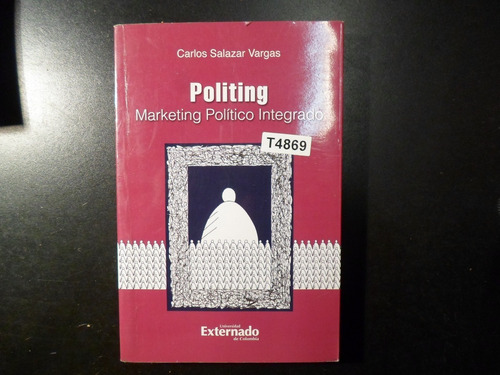 Carlos Salazar Vargas
Politing
Marketing Político Integrado
T4869
Universidad
Externado
de Colombia